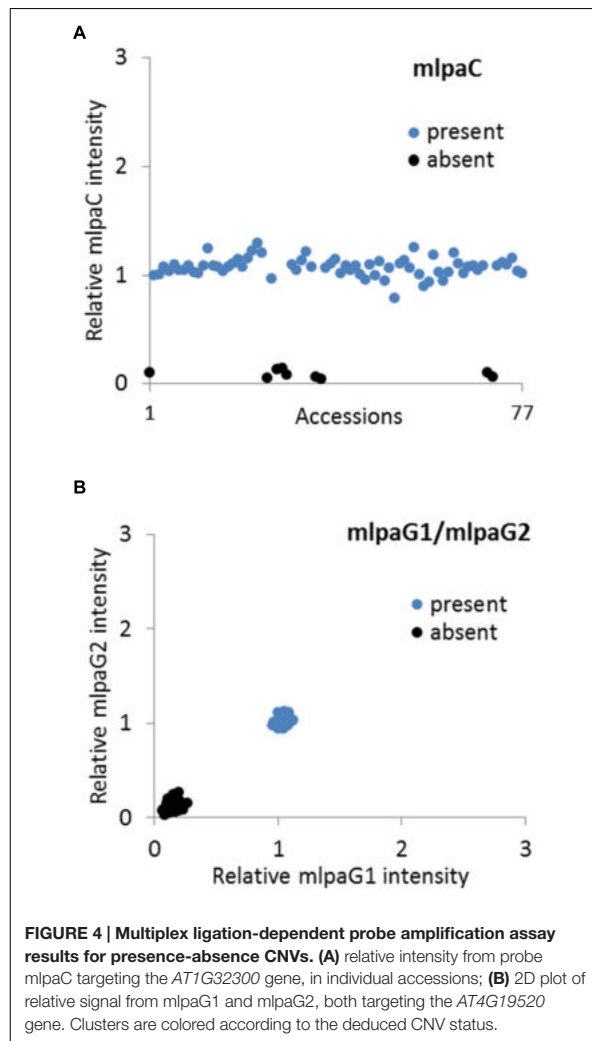 A
mlpaC
present
absent
Relative mlpaC intensity
3
2
1
0
1
Accessions
77
B
mlpaG1/mlpaG2
present
absent
Relative mlpaG2 intensity
3
2
1
0
0
1
2
3
Relative mlpaG1 intensity
FIGURE 4 | Multiplex ligation-dependent probe amplification assay
results for presence-absence CNVs. (A) relative intensity from probe
mlpaC targeting the AT1G32300 gene, in individual accessions; (B) 2D plot of
relative signal from mlpaG1 and mlpaG2, both targeting the AT4G19520
gene. Clusters are colored according to the deduced CNV status.